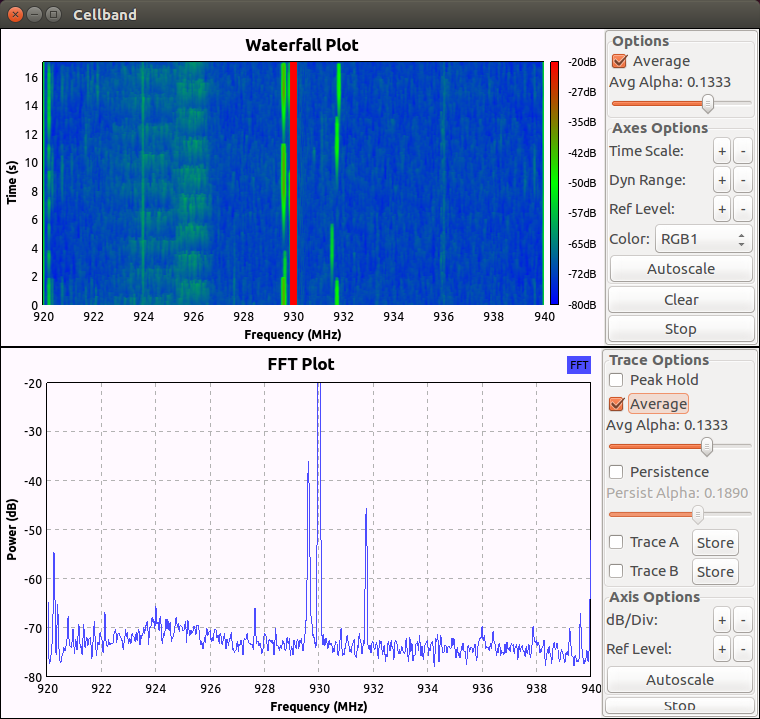 Cellband
Waterfall Plot
16
14
12
10
8
6
4
2
0
Time (s)
920 922 924 926 928 930 932 934 936 938 940
Frequency (MHz)
-20dB
-27dB
-35dB
-42dB
-50dB
-57dB
-65dB
-72dB
-80dB
Options
Average
Avg Alpha: 0.1333
Axes Options
Time Scale: + -
Dyn Range: + -
Ref Level: + -
Color: RGB1
Autoscale
Clear
Stop
FFT Plot
FFT
-20
-30
-40
-50
-60
-70
-80
Power (dB)
920 922 924 926 928 930 932 934 936 938 940
Frequency (MHz)
Trace Options
Peak Hold
Average
Avg Alpha: 0.1333
Persistence
Persist Alpha: 0.1890
Trace A Store
Trace B Store
Axis Options
dB/Div: + -
Ref Level: + -
Autoscale
Stop